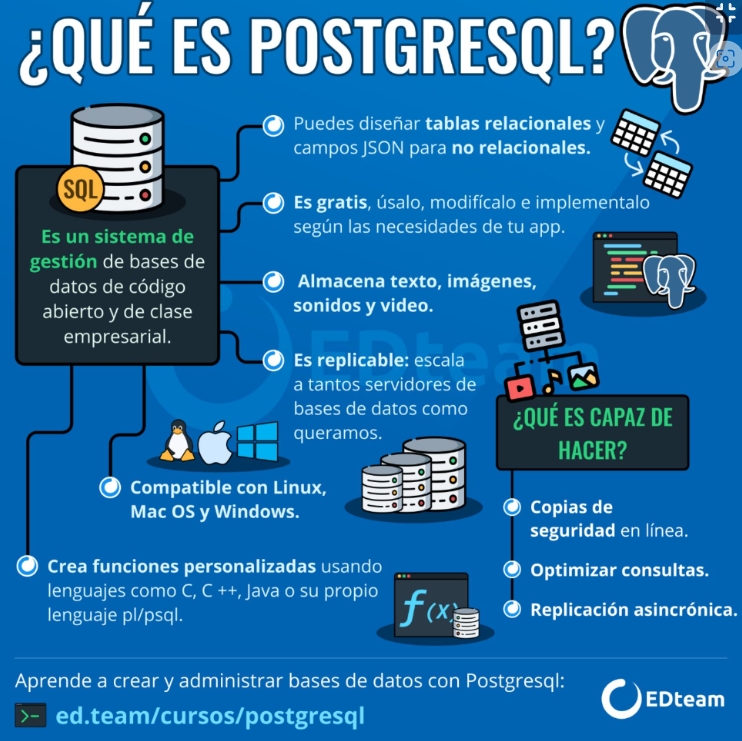 ¿QUÉ ES POSTGRESQL?
SQL
Es un sistema de
gestión de bases de
datos de código
abierto y de clase
empresarial.
Puedes diseñar tablas relacionales y
campos JSON para no relacionales.
Es gratis, úsalo, modifícalo e implementalo
según las necesidades de tu app.
Almacena texto, imágenes,
sonidos y video.
Es replicable: escala
a tantos servidores de
bases de datos como
queramos.
Compatible con Linux,
Mac OS y Windows.
Crea funciones personalizadas usando
lenguajes como C, C ++, Java o su propio
lenguaje pl/psql.
f(x)
¿QUÉ ES CAPAZ DE
HACER?
Copias de
seguridad en línea.
Optimizar consultas.
Replicación asincrónica.
EDteam
Aprende a crear y administrar bases de datos con Postgresql:
>- ed.team/cursos/postgresql
EDteam